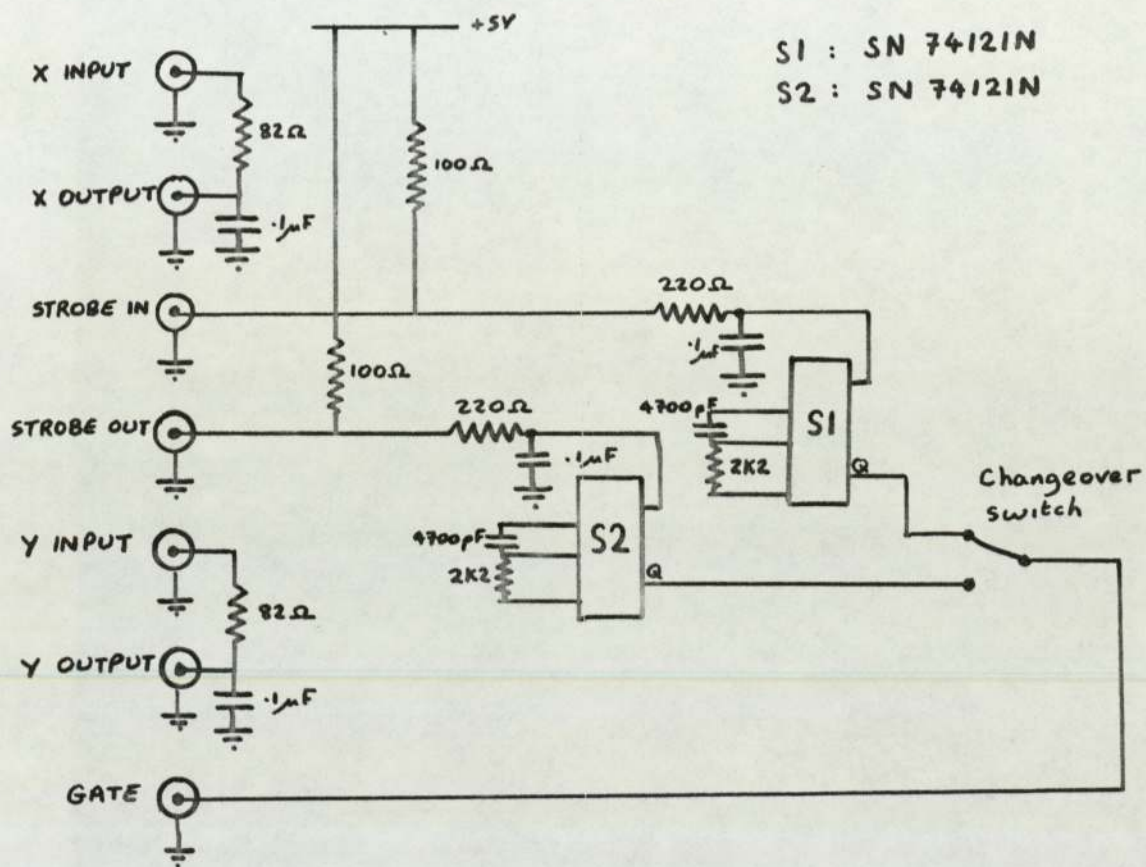 +5V
S1 : SN 74121N
S2 : SN 74121N
X INPUT
82Ω
100Ω
X OUTPUT
.1μF
STROBE IN
220Ω
.1μF
100Ω
4700pF
S1
STROBE OUT
220Ω
2K2
.1μF
Q
Changeover
switch
Y INPUT
4700pF
S2
2K2
Q
82Ω
Y OUTPUT
.1μF
GATE